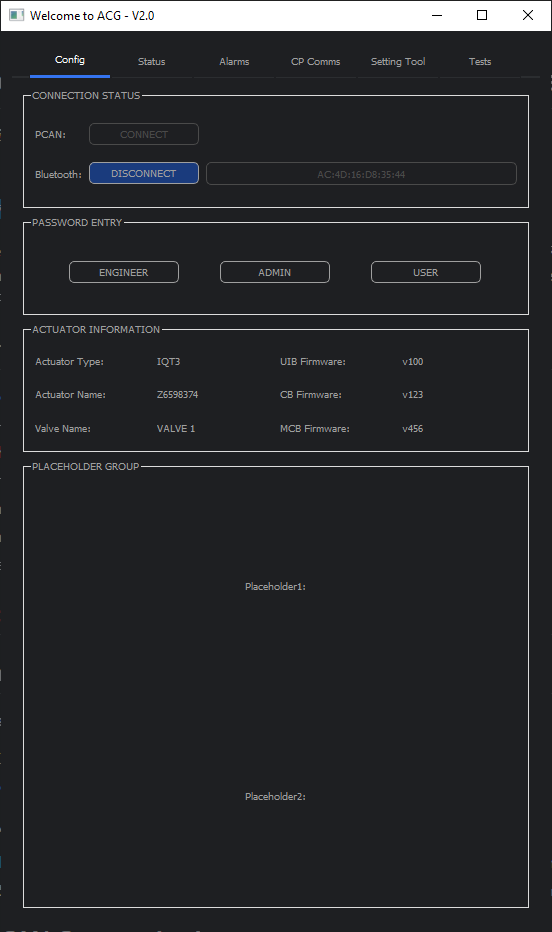 Welcome to ACG - V2.0
Config Status Alarms CP Comms Setting Tool Tests
CONNECTION STATUS
PCAN: CONNECT
Bluetooth: DISCONNECT AC:4D:16:D8:35:44
PASSWORD ENTRY
ENGINEER ADMIN USER
ACTUATOR INFORMATION
Actuator Type: IQT3 UIB Firmware: v100
Actuator Name: Z6598374 CB Firmware: v123
Valve Name: VALVE 1 MCB Firmware: v456
PLACEHOLDER GROUP
Placeholder1:
Placeholder2: